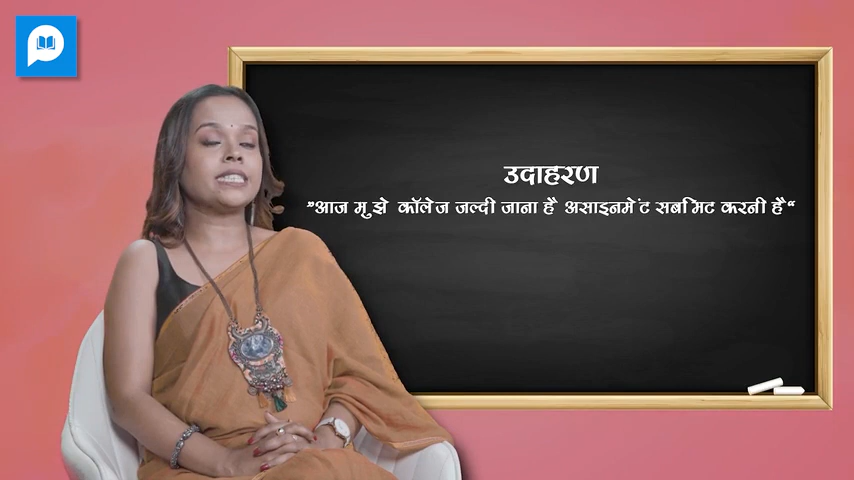 उदाहरण
"आज मुझे कॉलेज जल्दी जाना है असाइनमेंट सबमिट करनी है"